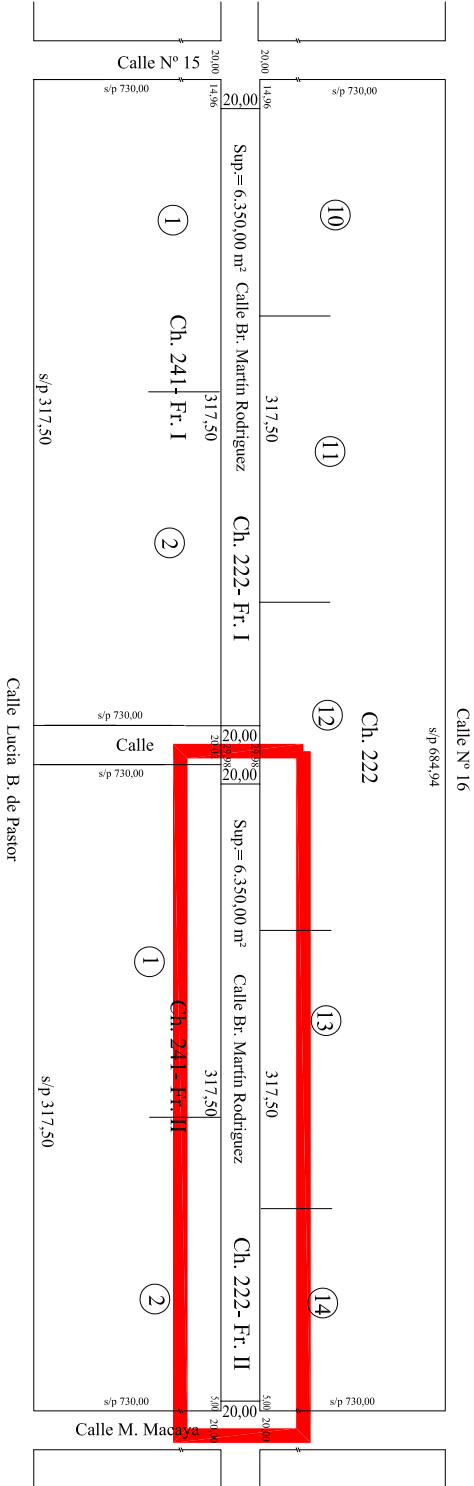 Calle Nº 15
20,00
20,00
s/p 730,00
14,96
20,00
14,96
s/p 730,00
Sup.= 6.350,00 m² Calle Br. Martín Rodriguez
1
10
Ch. 241- Fr. I
317,50
317,50
s/p 317,50
11
2
Ch. 222- Fr. I
12
Ch. 222
s/p 684,94
Calle Nº 16
Calle Lucia B. de Pastor
s/p 730,00
20,00
Calle
29,98
29,98
s/p 730,00
20,00
Sup.= 6.350,00 m² Calle Br. Martín Rodriguez
1
13
Ch. 241- Fr. II
317,50
317,50
s/p 317,50
2
Ch. 222- Fr. II
14
s/p 730,00
5,00
20,00
5,00
s/p 730,00
Calle M. Macaya
20,00
20,00